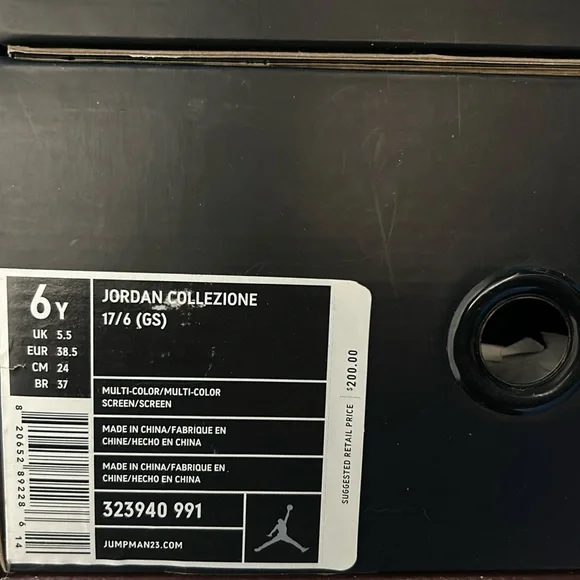 6Y
UK 5.5
EUR 38.5
CM 24
BR 37
JORDAN COLLEZIONE
17/6 (GS)
MULTI-COLOR/MULTI-COLOR
SCREEN/SCREEN
MADE IN CHINA/FABRIQUE EN
CHINE/HECHO EN CHINA
MADE IN CHINA/FABRIQUE EN
CHINE/HECHO EN CHINA
323940 991
JUMPMAN23.COM
8 20652 89228 6 14
SUGGESTED RETAIL PRICE $200.00